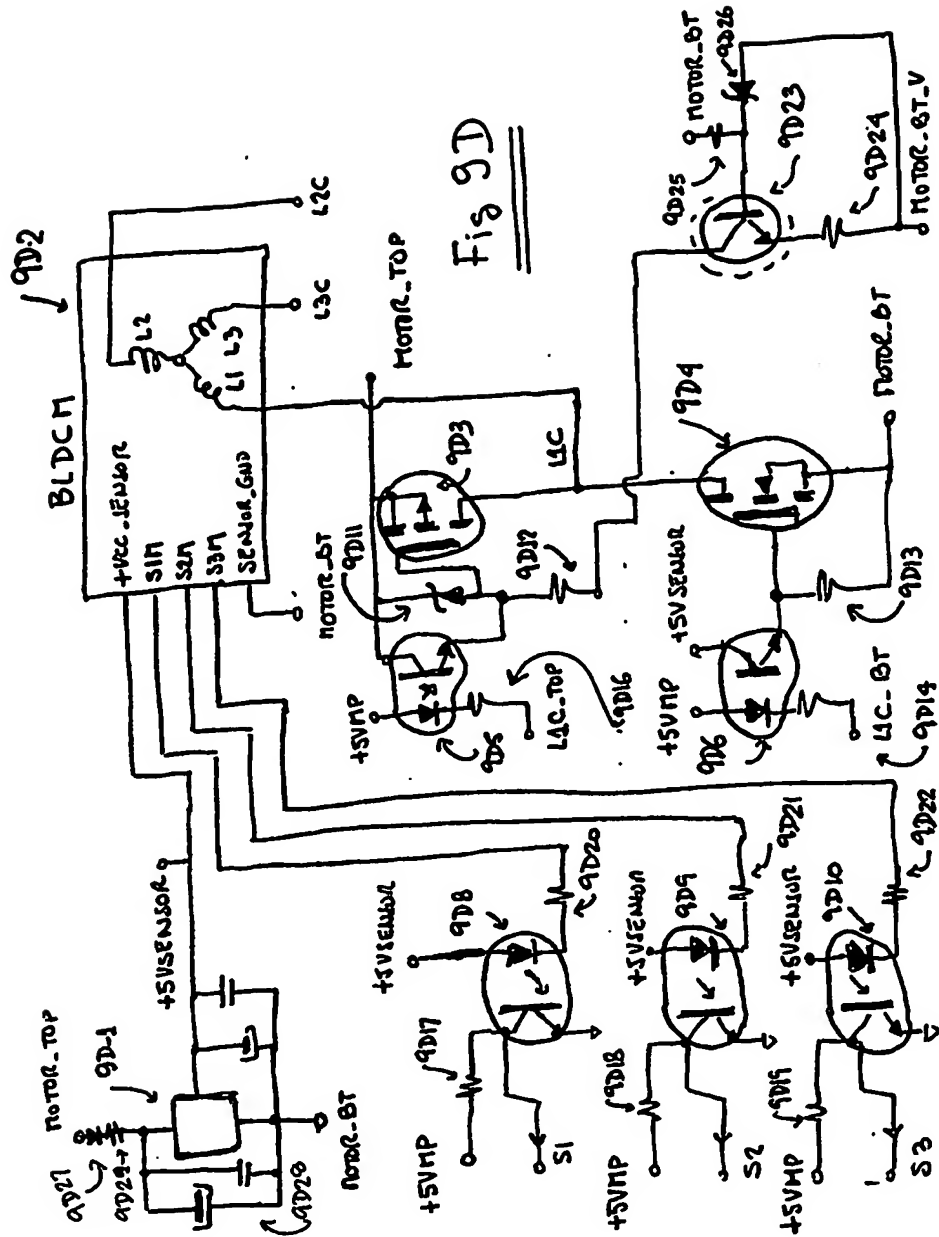 9D2
BLDCM
+VCC_SENSOR
S1M
S2M
S3M
SENSOR_GND
L2
L1
L3
L2C
L3C
MOTOR_TOP
9D27
9D-1
9D29
9D28
MOTOR_BT
+5VSENSOR
MOTOR_BT
MOTOR_TOP
Fig 9D
9D11
9D3
L1C
9D12
+5VMP
9D5
L1C_TOP
9D16
MOTOR_BT
9D26
9D25
9D23
9D24
MOTOR_BT_V
9D4
MOTOR_BT
+5VSENSOR
+5VMP
9D6
9D13
L1C_BT
9D14
+5VSENSOR
9D8
9D17
+5VMP
S1
9D20
+5VSENSOR
9D9
9D18
+5VMP
S2
9D21
+5VSENSOR
9D10
9D19
+5VMP
S3
9D22